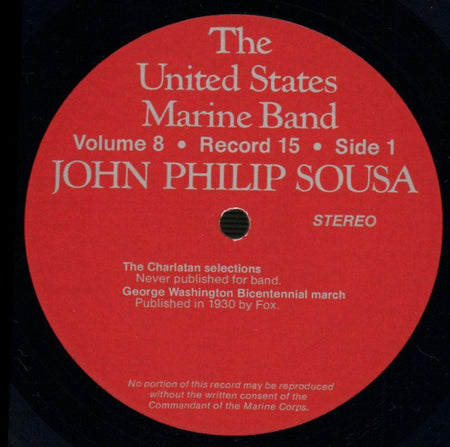 The
United States
Marine Band
Volume 8 • Record 15 • Side 1
JOHN PHILIP SOUSA
STEREO
The Charlatan selections
Never published for band.
George Washington Bicentennial march
Published in 1930 by Fox.
No portion of this record may be reproduced
without the written consent of the
Commandant of the Marine Corps.